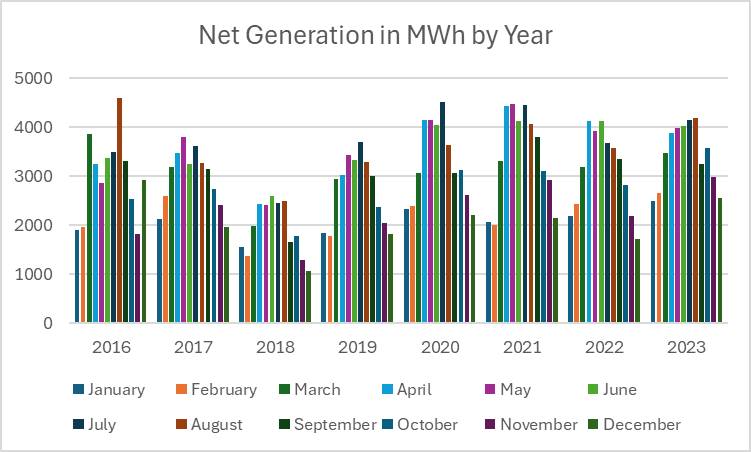 Net Generation in MWh by Year
5000
4000
3000
2000
1000
0
2016 2017 2018 2019 2020 2021 2022 2023
January February March April May June
July August September October November December